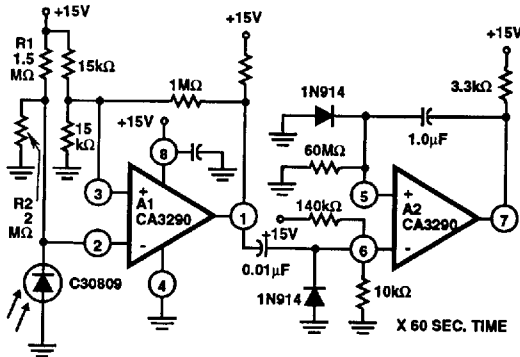 +15V
R1
1.5
MΩ
15kΩ
15
kΩ
1MΩ
+15V
+15V
8
3
+
A1
CA3290
-
1
2
4
R2
2
MΩ
C30809
0.01μF
+15V
1N914
1N914
60MΩ
140kΩ
10kΩ
5
+
A2
CA3290
-
6
7
1.0μF
3.3kΩ
+15V
X 60 SEC. TIME